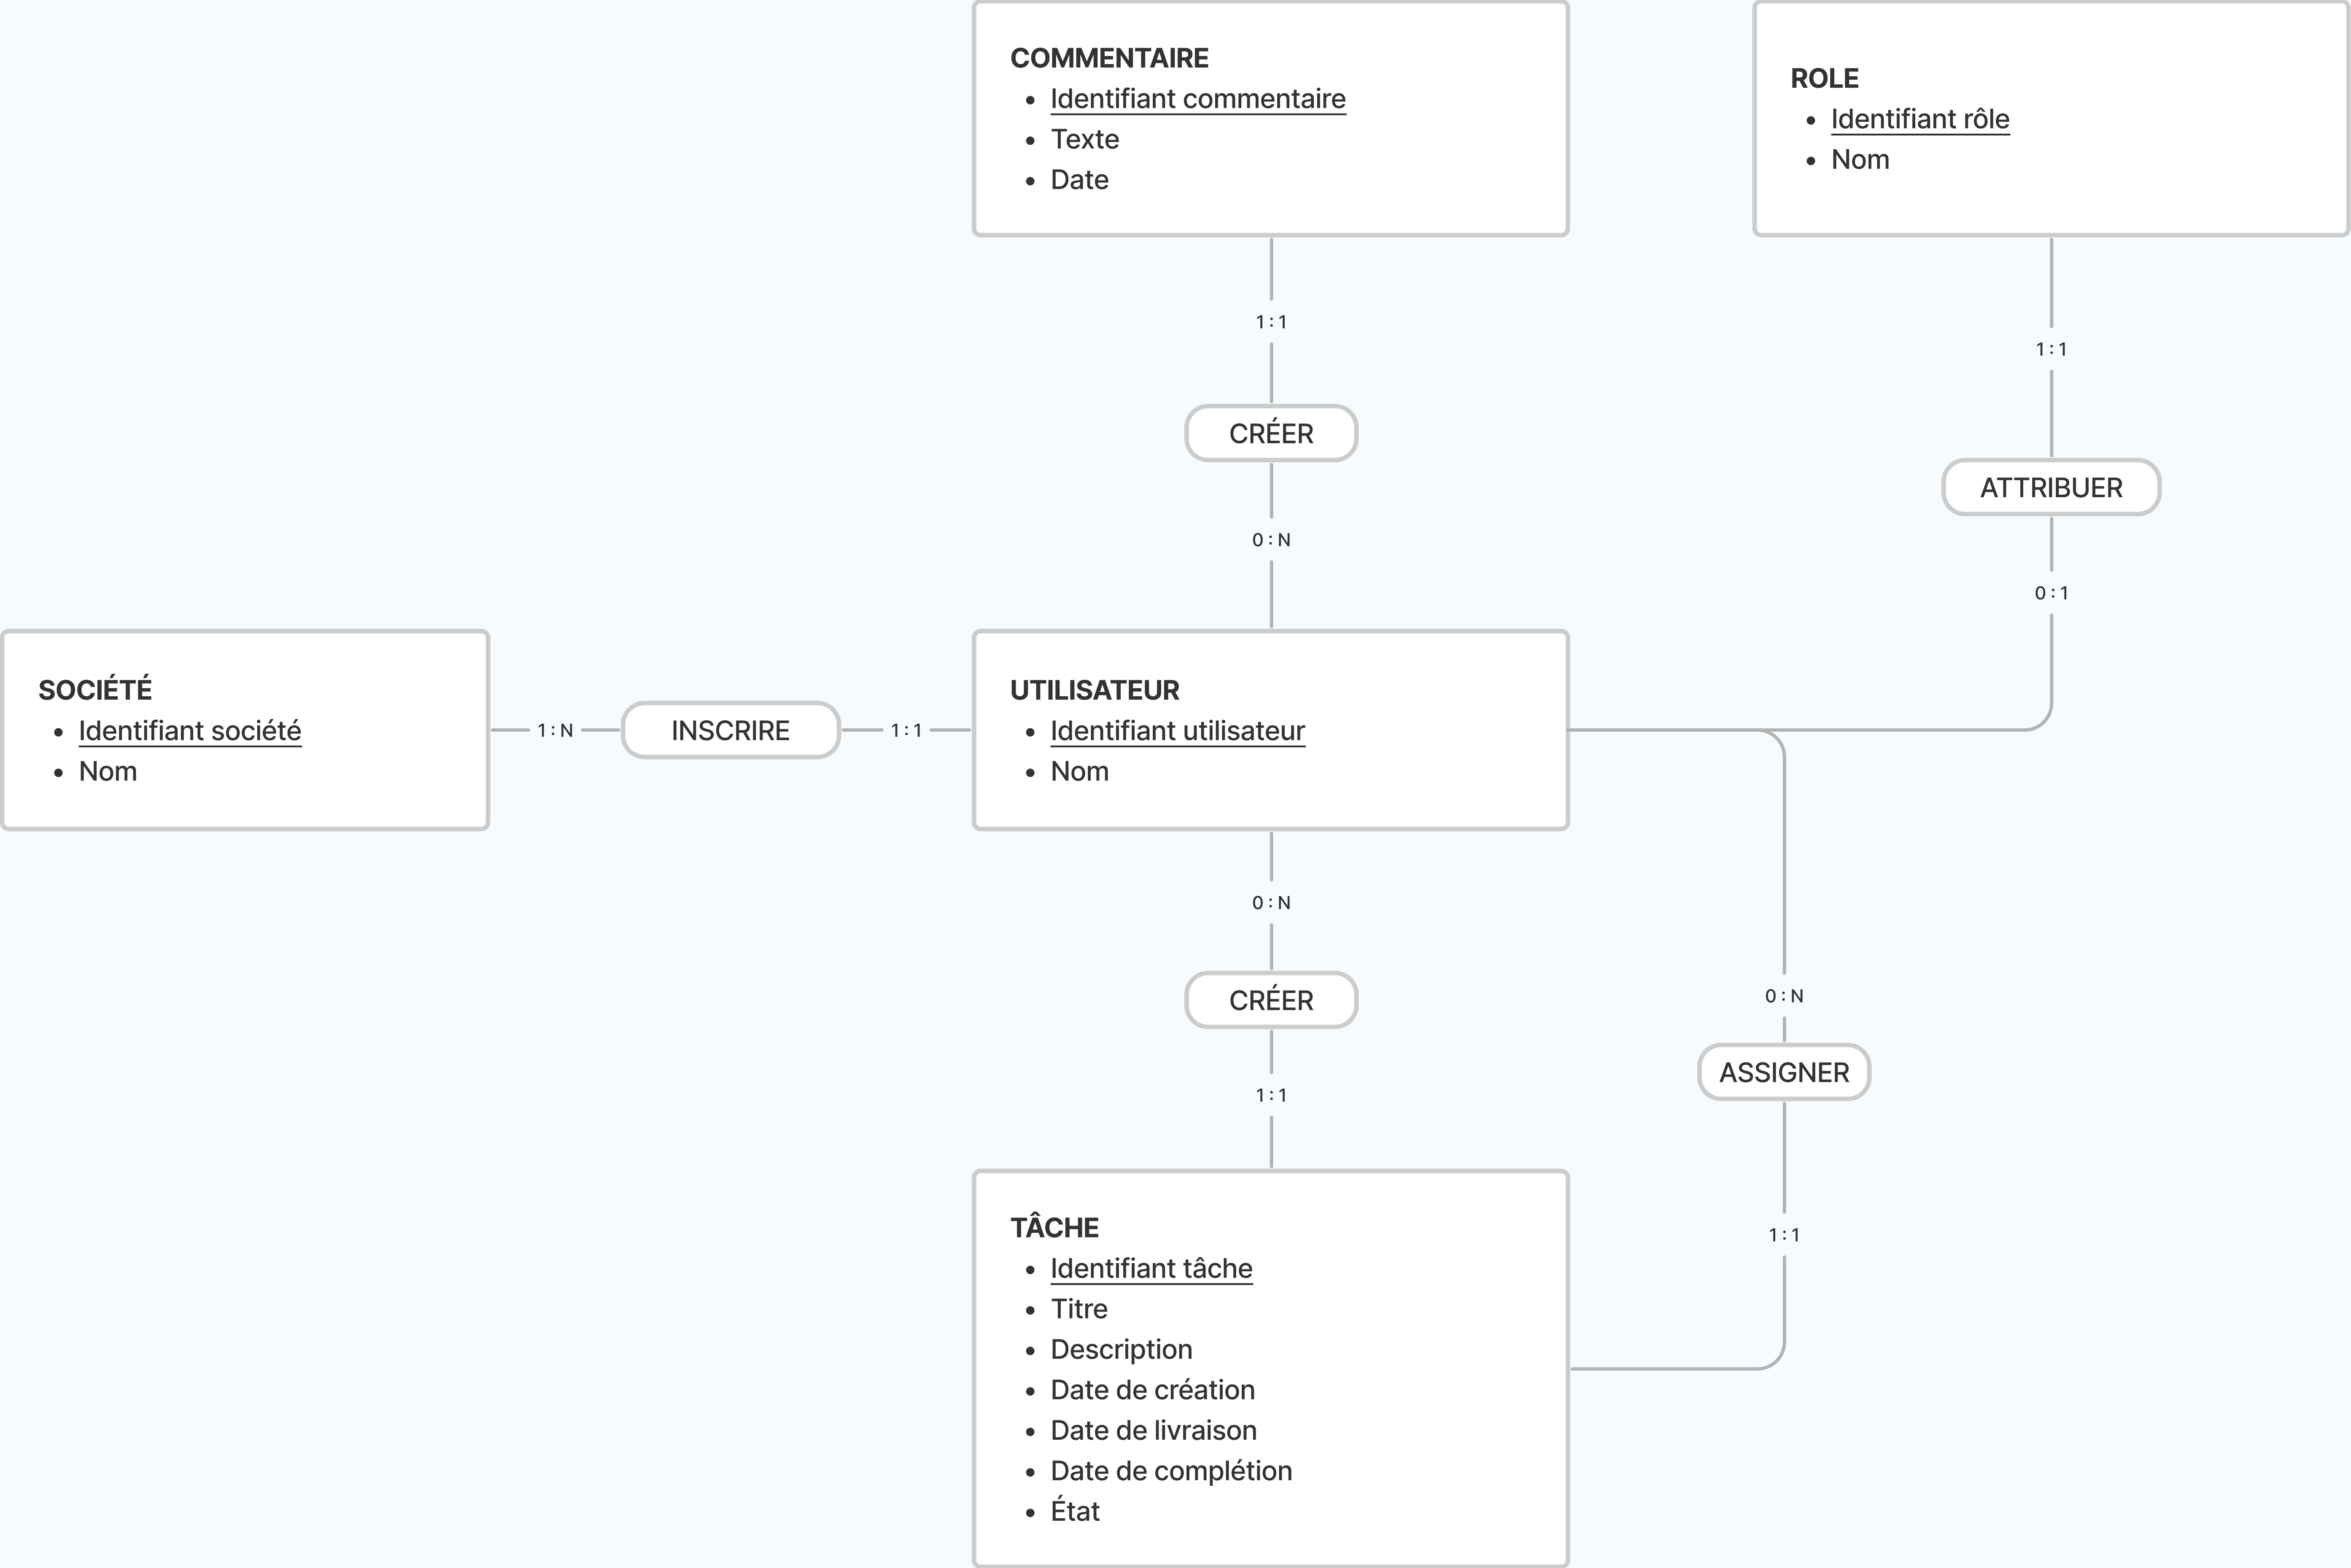 COMMENTAIRE
Identifiant commentaire
Texte
Date
ROLE
Identifiant rôle
Nom
1 : 1
1 : 1
CRÉER
ATTRIBUER
0 : N
0 : 1
SOCIÉTÉ
Identifiant société
Nom
1 : N
INSCRIRE
1 : 1
UTILISATEUR
Identifiant utilisateur
Nom
0 : N
CRÉER
1 : 1
0 : N
ASSIGNER
1 : 1
TÂCHE
Identifiant tâche
Titre
Description
Date de création
Date de livraison
Date de complétion
État